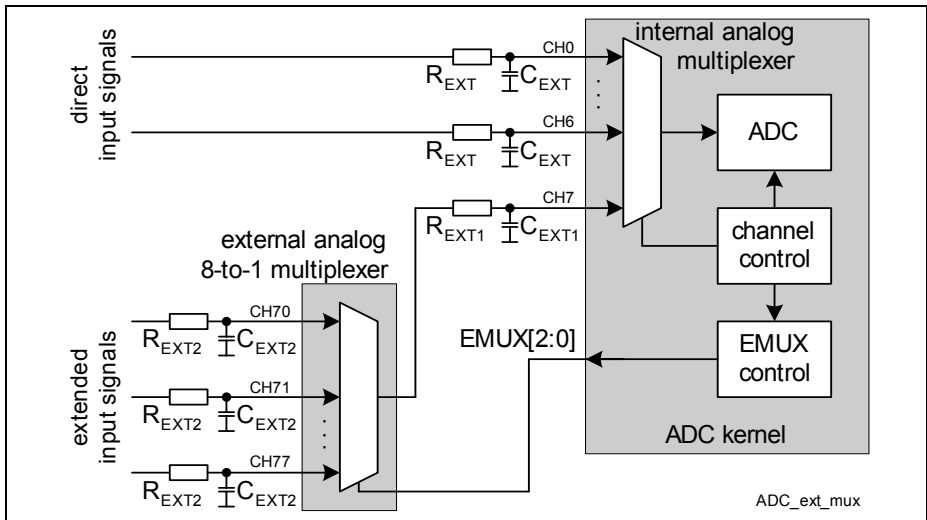 direct
input signals
R_EXT
C_EXT
CH0
R_EXT
C_EXT
CH6
R_EXT1
C_EXT1
CH7
internal analog
multiplexer
ADC
channel
control
EMUX
control
ADC kernel
external analog
8-to-1 multiplexer
EMUX[2:0]
extended
input signals
R_EXT2
C_EXT2
CH70
R_EXT2
C_EXT2
CH71
R_EXT2
C_EXT2
CH77
ADC_ext_mux